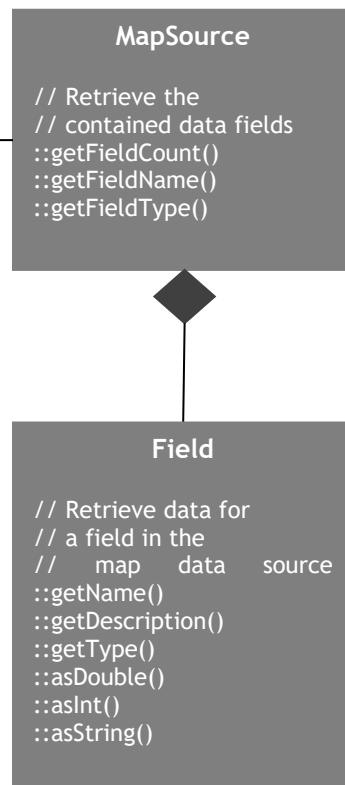 MapSource
// Retrieve the
// contained data fields
::getFieldCount()
::getFieldName()
::getFieldType()
Field
// Retrieve data for
// a field in the
// map data source
::getName()
::getDescription()
::getType()
::asDouble()
::asInt()
::asString()